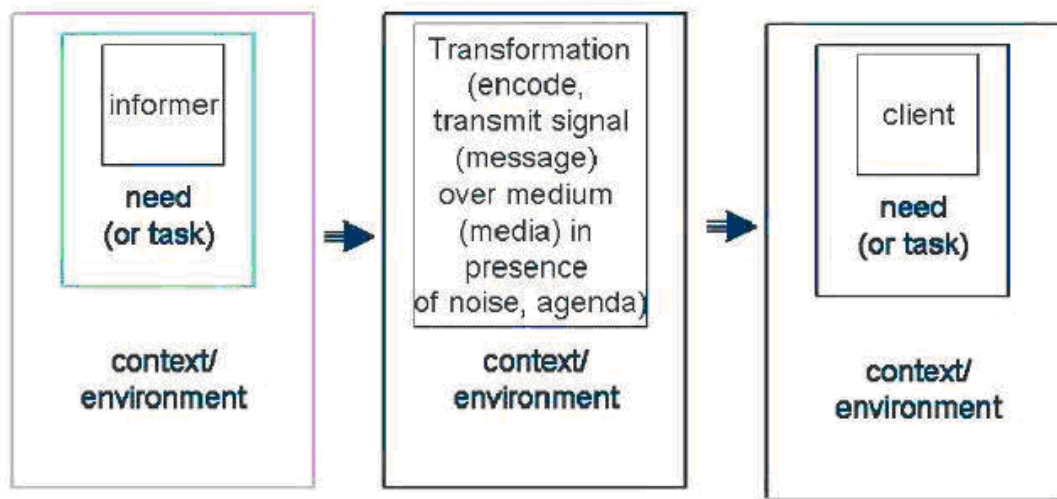 informer
need
(or task)
context/
environment
Transformation
(encode,
transmit signal
(message)
over medium
(media) in
presence
of noise, agenda)
context/
environment
client
need
(or task)
context/
environment